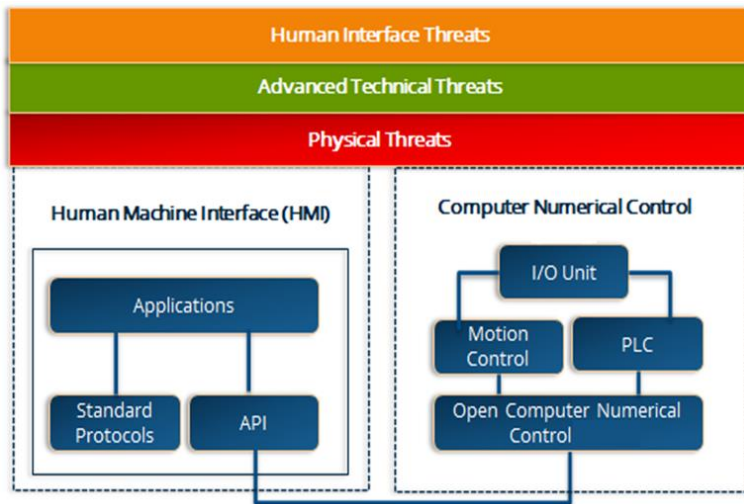 Human Interface Threats
Advanced Technical Threats
Physical Threats
Human Machine Interface (HMI)
Applications
Standard
Protocols
API
Computer Numerical Control
I/O Unit
Motion
Control
PLC
Open Computer Numerical
Control